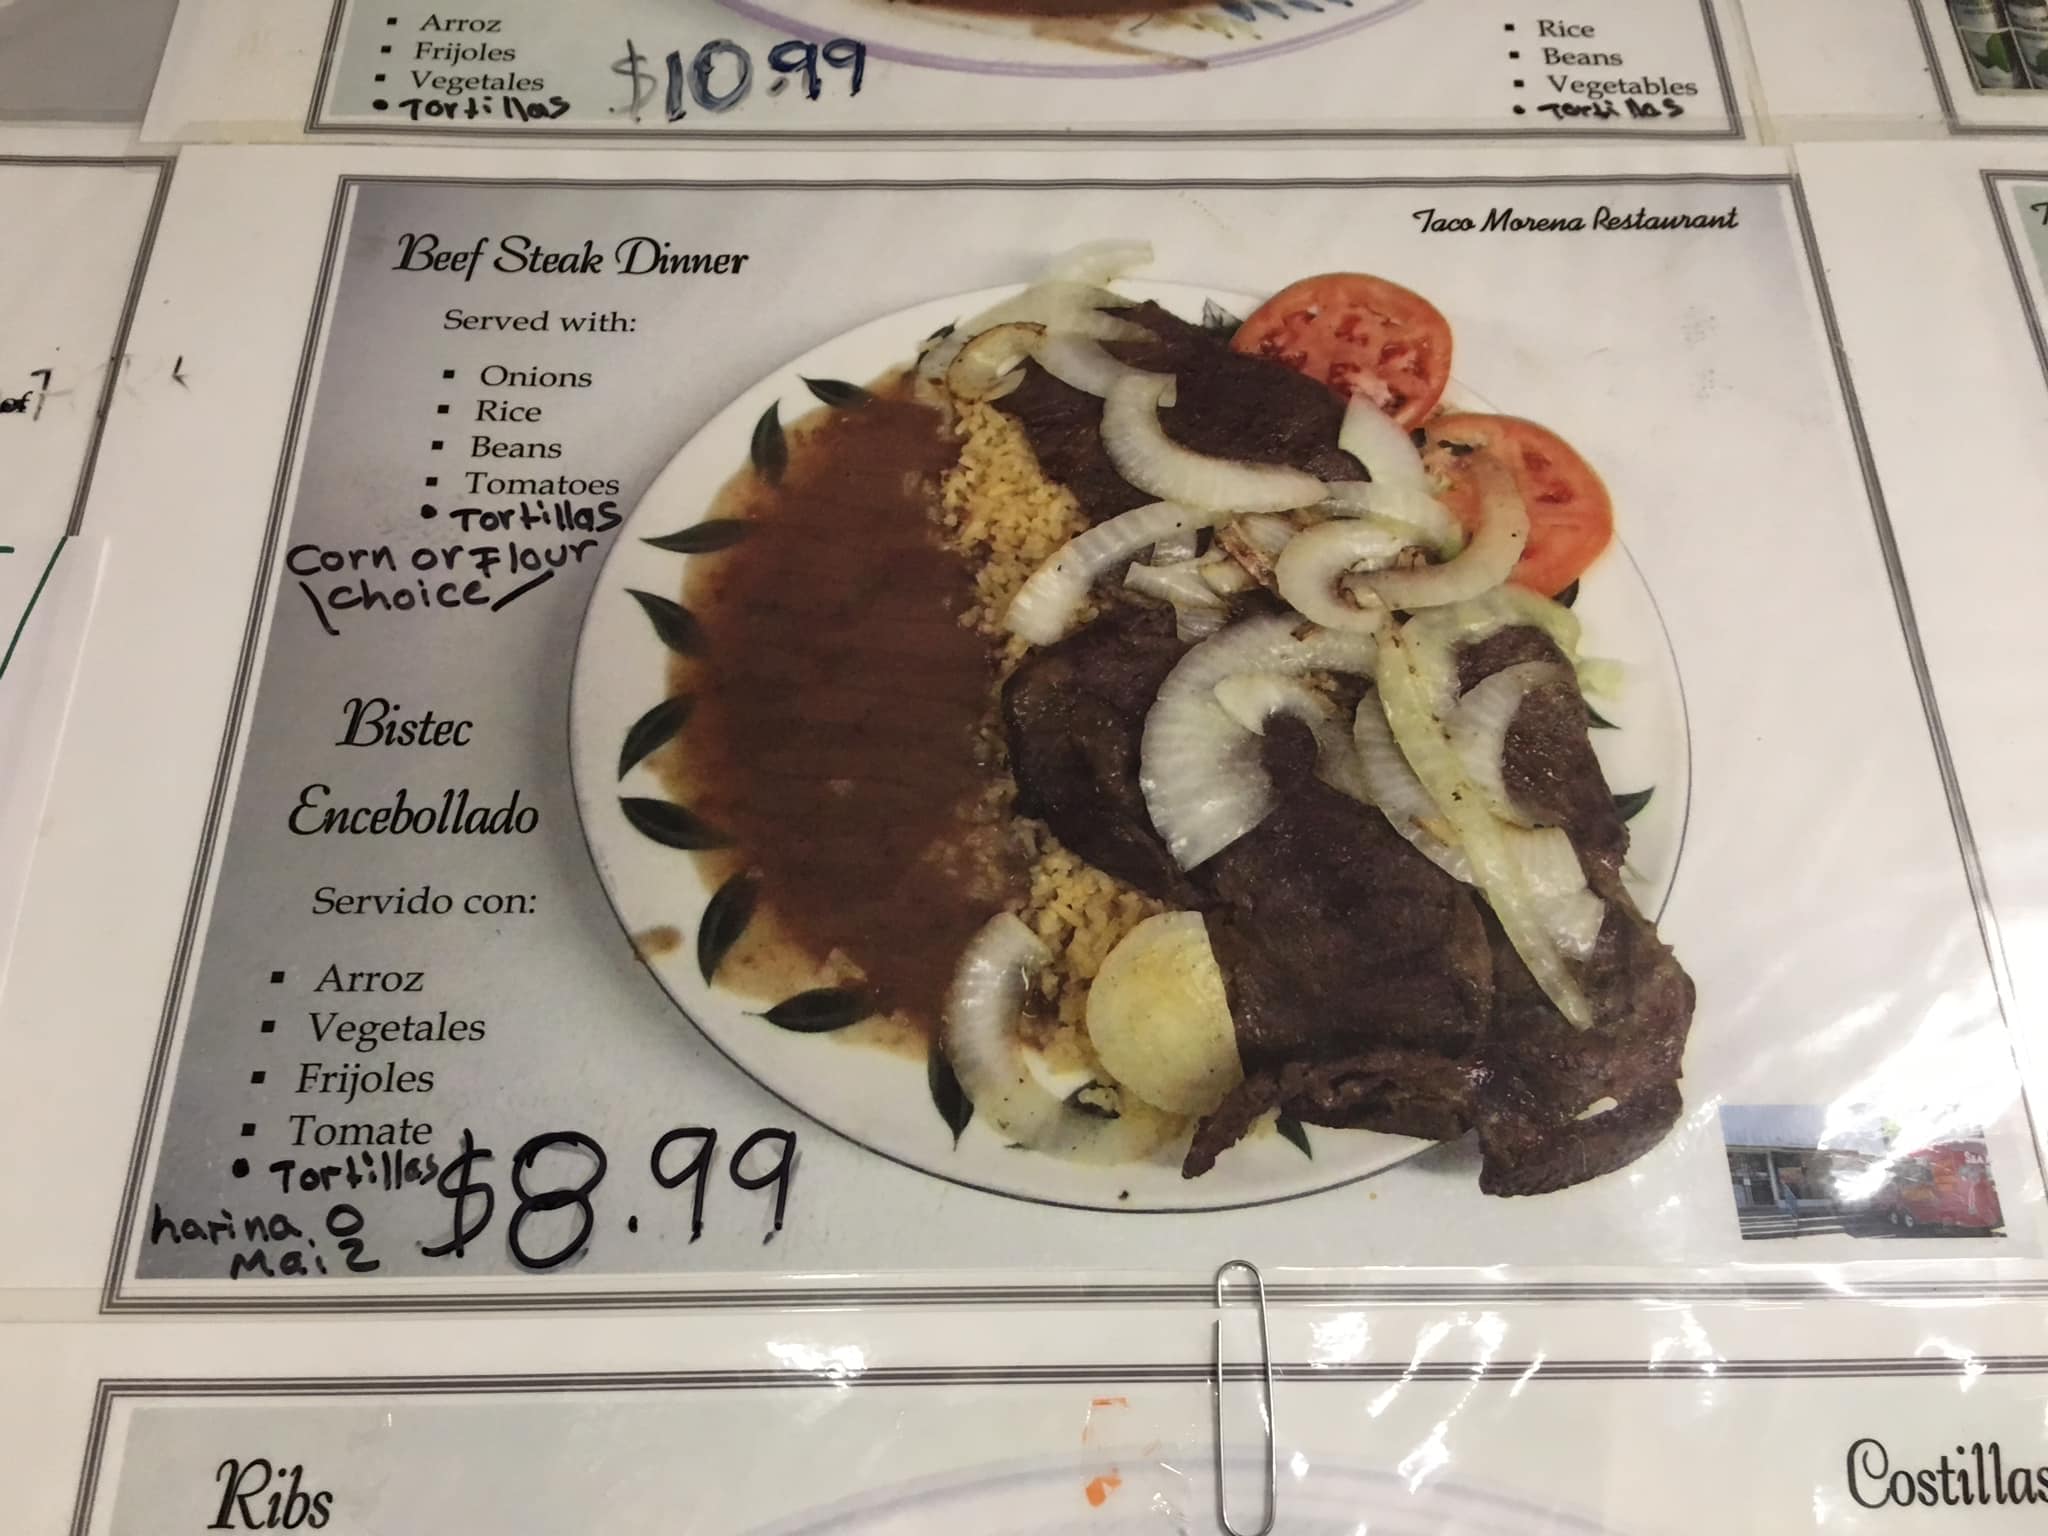 Arroz
Frijoles
Vegetales
Tortillas
$10.99
Rice
Beans
Vegetables
Tortillas
Taco Morena Restaurant
Beef Steak Dinner
Served with:
Onions
Rice
Beans
Tomatoes
Tortillas
Corn or Flour
choice
Bistec
Encebollado
Servido con:
Arroz
Vegetales
Frijoles
Tomate
Tortillas
harina o
Maiz
$8.99
of
Ribs
Costillas